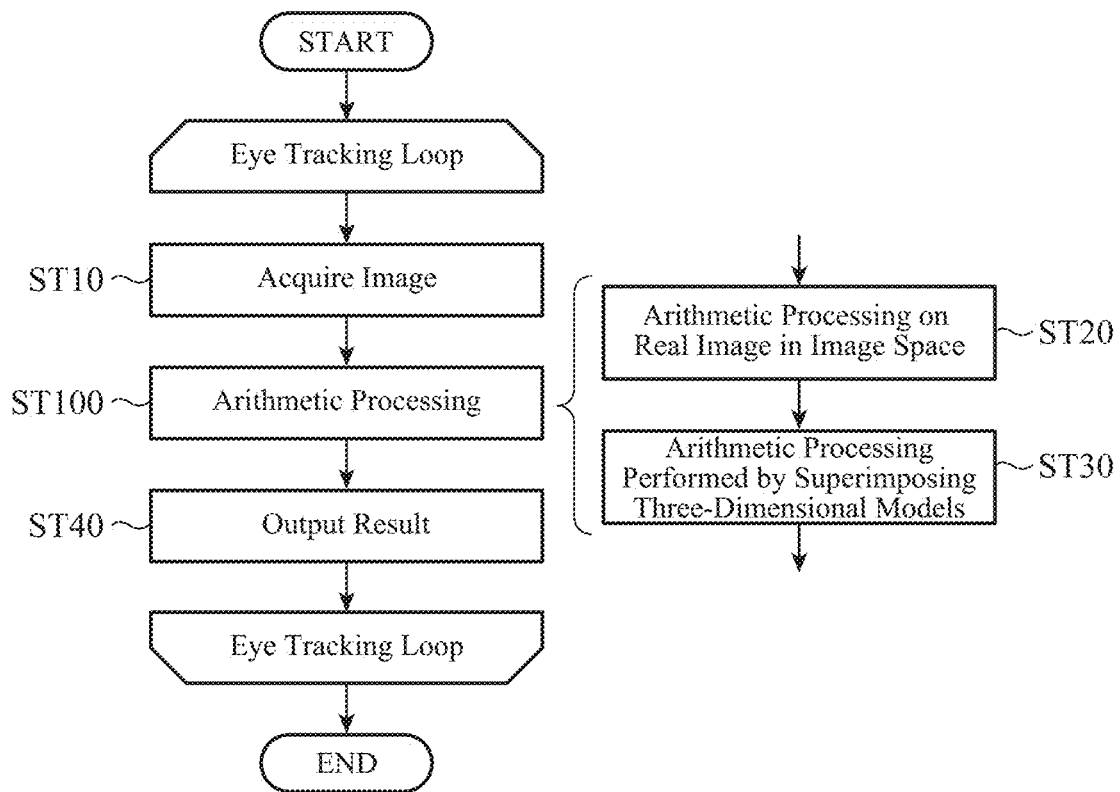 START
Eye Tracking Loop
ST10
Acquire Image
ST100
Arithmetic Processing
ST40
Output Result
Eye Tracking Loop
END
Arithmetic Processing on
Real Image in Image Space
ST20
Arithmetic Processing
Performed by Superimposing
Three-Dimensional Models
ST30